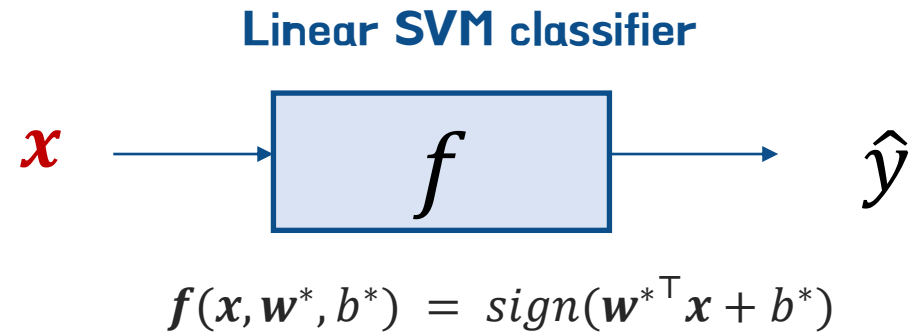 Linear SVM classifier
x f ŷ
f(x, w*, b*) = sign(w*ᵀx + b*)